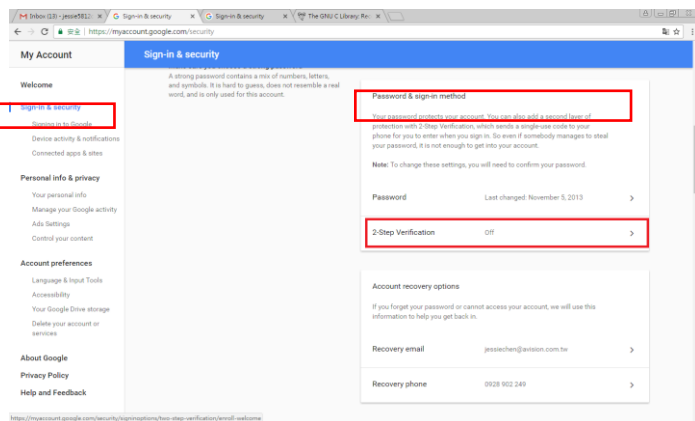 Inbox (13) - jessie5812
Sign-in & security
Sign-in & security
The GNU C Library: Re
安全 | https://myaccount.google.com/security
My Account
Sign-in & security
Welcome
Sign-in & security
Signing in to Google
Device activity & notifications
Connected apps & sites
Personal info & privacy
Your personal info
Manage your Google activity
Ads Settings
Control your content
Account preferences
Language & Input Tools
Accessibility
Your Google Drive storage
Delete your account or
services
About Google
Privacy Policy
Help and Feedback
A strong password contains a mix of numbers, letters,
and symbols. It is hard to guess, does not resemble a real
word, and is only used for this account.
Password & sign-in method
Your password protects your account. You can also add a second layer of
protection with 2-Step Verification, which sends a single-use code to your
phone for you to enter when you sign in. So even if somebody manages to steal
your password, it is not enough to get into your account.
Note: To change these settings, you will need to confirm your password.
Password Last changed: November 5, 2013
2-Step Verification Off
Account recovery options
If you forget your password or cannot access your account, we will use this
information to help you get back in.
Recovery email jessiechen@avision.com.tw
Recovery phone 0928 902 249
https://myaccount.google.com/security/signinoptions/two-step-verification/enroll-welcome